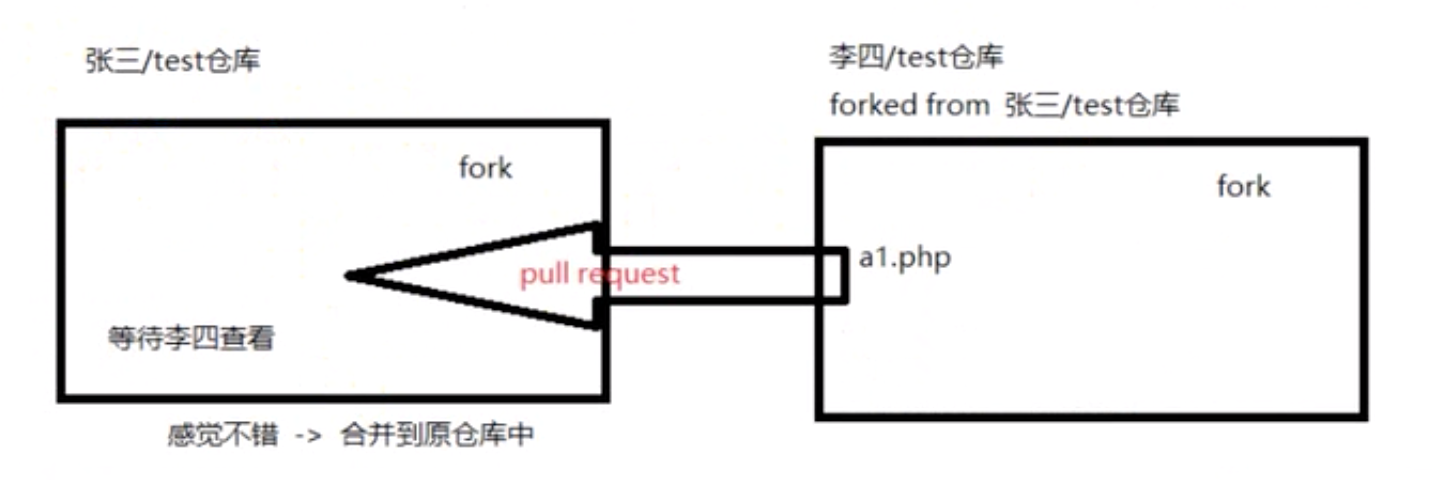 张三/test仓库
李四/test仓库
forked from 张三/test仓库
fork
fork
a1.php
pull request
等待李四查看
感觉不错 -> 合并到原仓库中